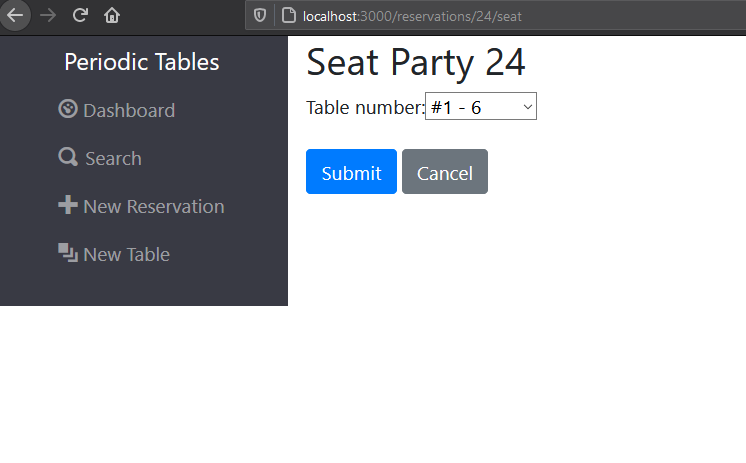 localhost:3000/reservations/24/seat
Periodic Tables
Dashboard
Search
New Reservation
New Table
Seat Party 24
Table number: #1 - 6
Submit Cancel